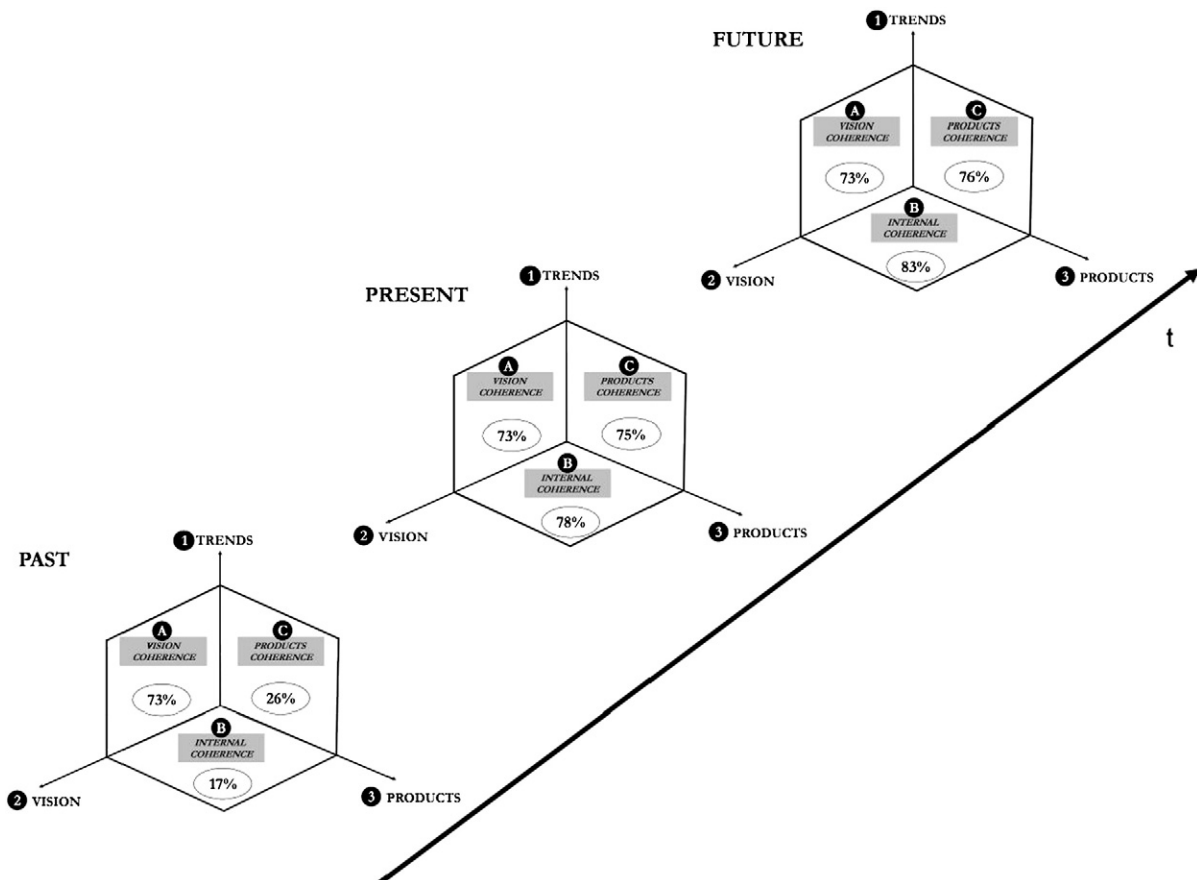 FUTURE
1 TRENDS
A
VISION
COHERENCE
73%
C
PRODUCTS
COHERENCE
76%
B
INTERNAL
COHERENCE
83%
2 VISION
3 PRODUCTS
t
PRESENT
1 TRENDS
A
VISION
COHERENCE
73%
C
PRODUCTS
COHERENCE
75%
B
INTERNAL
COHERENCE
78%
2 VISION
3 PRODUCTS
PAST
1 TRENDS
A
VISION
COHERENCE
73%
C
PRODUCTS
COHERENCE
26%
B
INTERNAL
COHERENCE
17%
2 VISION
3 PRODUCTS